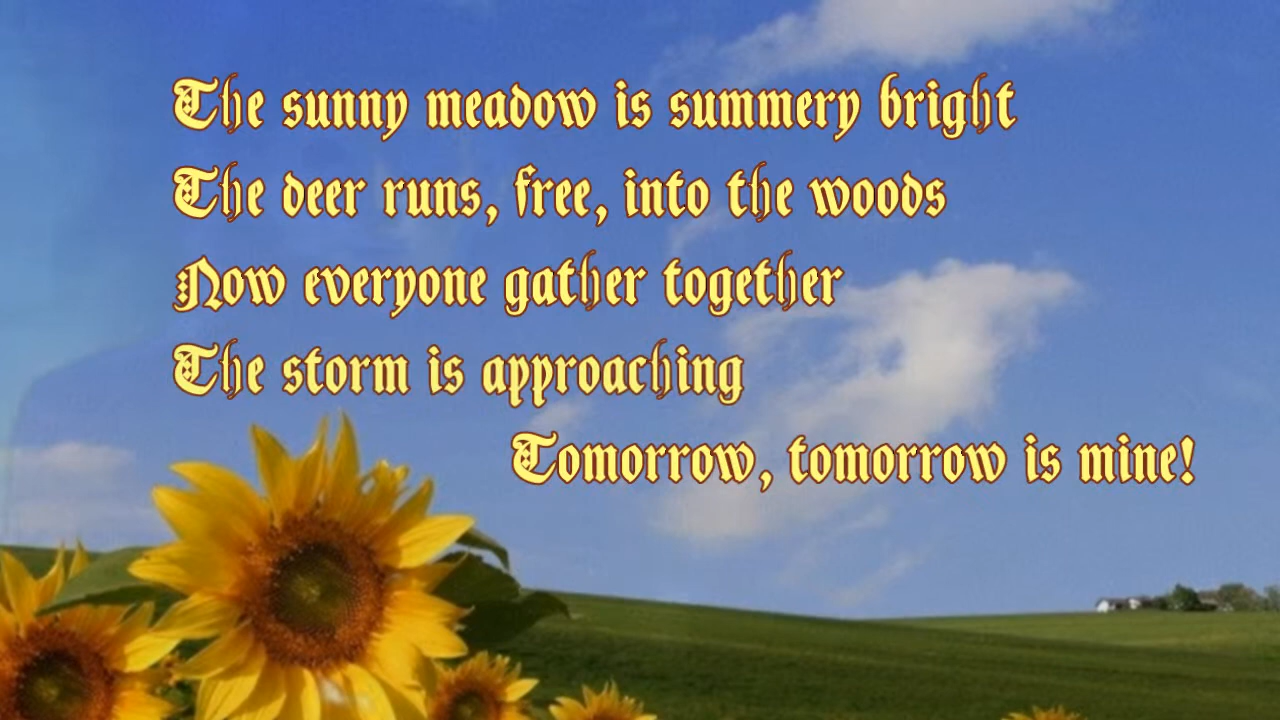 The sunny meadow is summery bright
The deer runs, free, into the woods
Now everyone gather together
The storm is approaching
Tomorrow, tomorrow is mine!